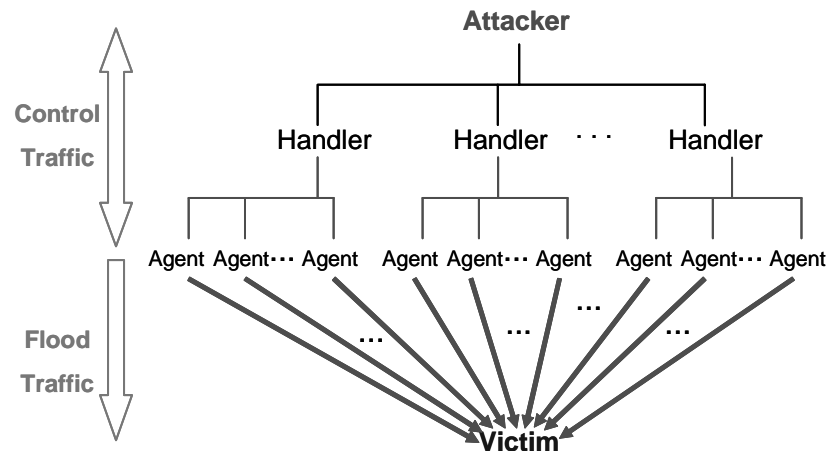 Attacker
Control
Traffic
Handler Handler ... Handler
Agent Agent... Agent Agent Agent... Agent Agent Agent... Agent
... ... ... ...
Flood
Traffic
Victim